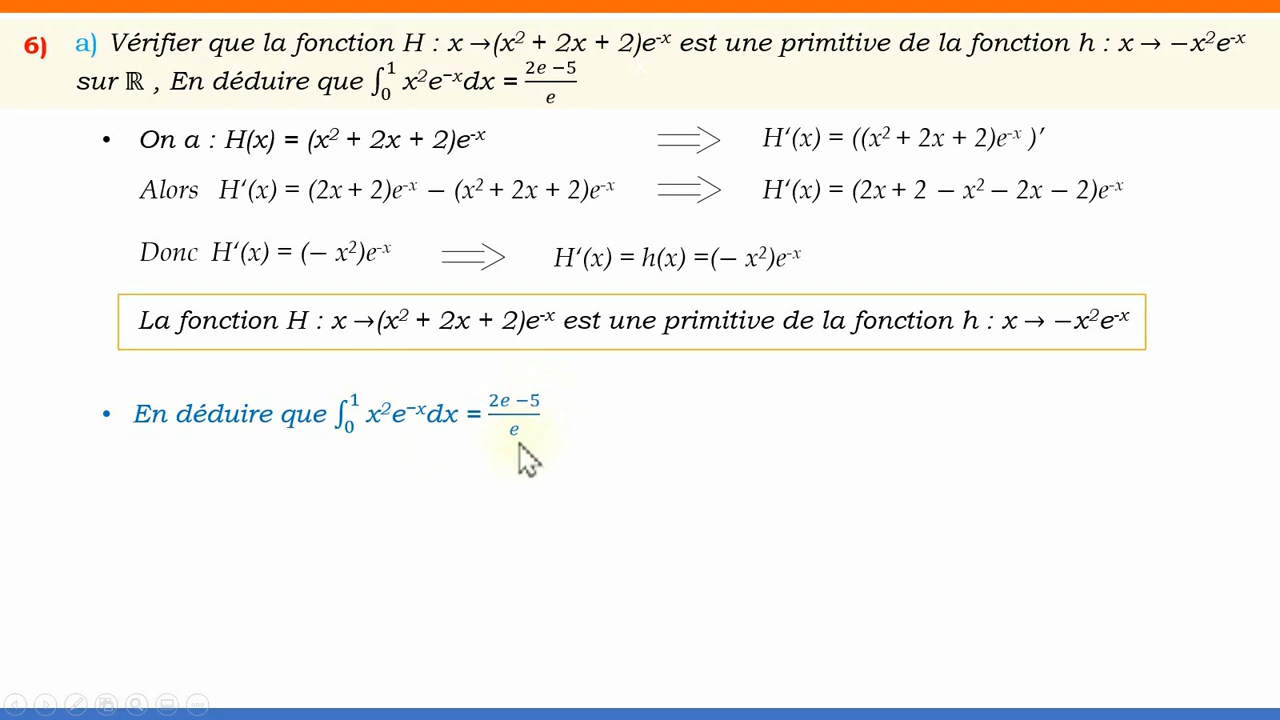 6) a) Vérifier que la fonction H : x →(x² + 2x + 2)e⁻ˣ est une primitive de la fonction h : x → −x²e⁻ˣ
sur ℝ , En déduire que ∫₀¹ x²e⁻ˣdx = (2e −5)/e
• On a : H(x) = (x² + 2x + 2)e⁻ˣ ⟹ H‘(x) = ((x² + 2x + 2)e⁻ˣ )’
Alors H‘(x) = (2x + 2)e⁻ˣ − (x² + 2x + 2)e⁻ˣ ⟹ H‘(x) = (2x + 2 − x² − 2x − 2)e⁻ˣ
Donc H‘(x) = (− x²)e⁻ˣ ⟹ H‘(x) = h(x) =(− x²)e⁻ˣ
La fonction H : x →(x² + 2x + 2)e⁻ˣ est une primitive de la fonction h : x → −x²e⁻ˣ
• En déduire que ∫₀¹ x²e⁻ˣdx = (2e −5)/e